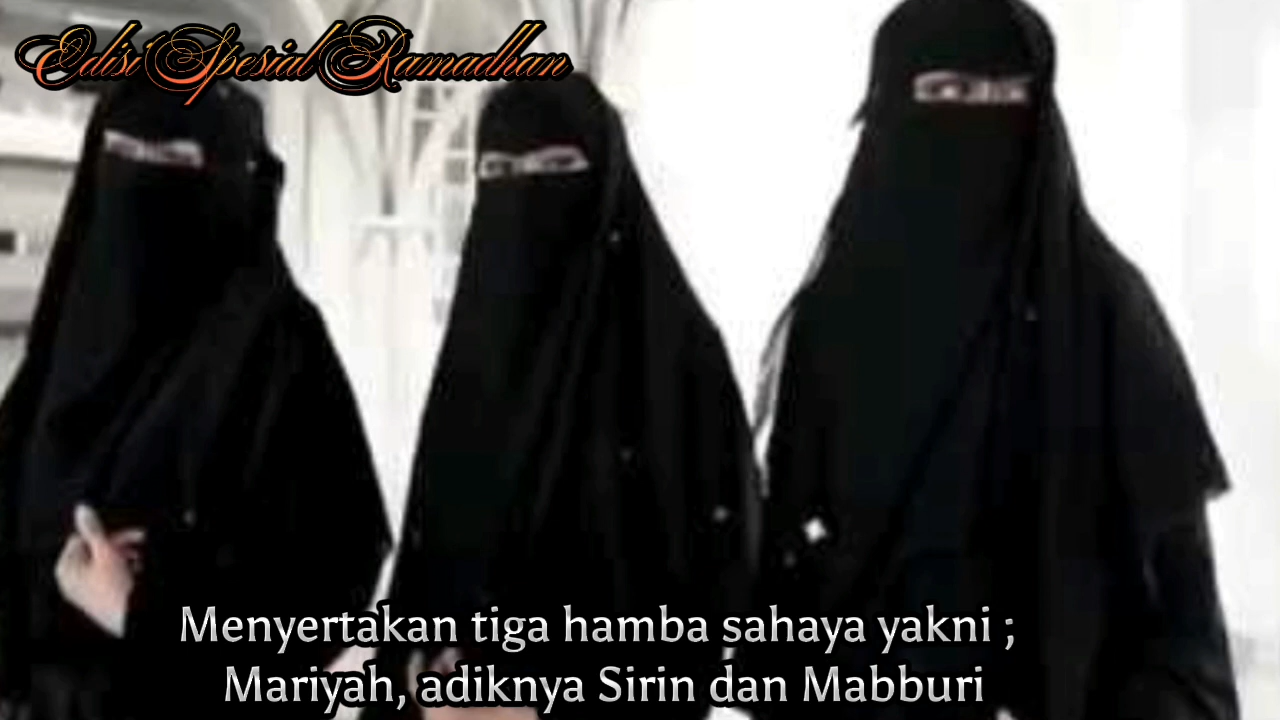 Edisi Spesial Ramadhan
Menyertakan tiga hamba sahaya yakni ;
Mariyah, adiknya Sirin dan Mabburi